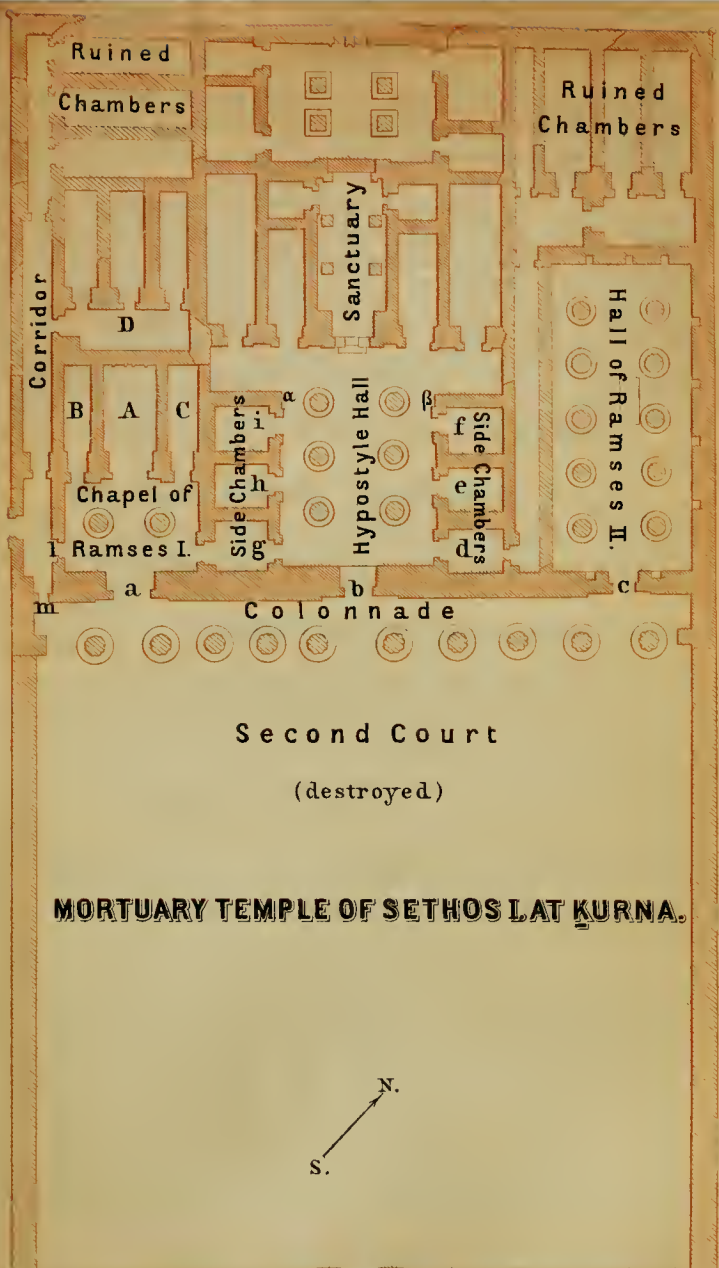 Ruined
Chambers
Ruined
Chambers
Sanctuary
Corridor
D
Hall of Ramses II.
B A C
α
β
Side Chambers
i
h
g
Hypostyle Hall
Side Chambers
f
e
d
Chapel of
Ramses I.
l
m
a
b
c
Colonnade
Second Court
(destroyed)
MORTUARY TEMPLE OF SETHOS I. AT ḲURNA.
N.
S.